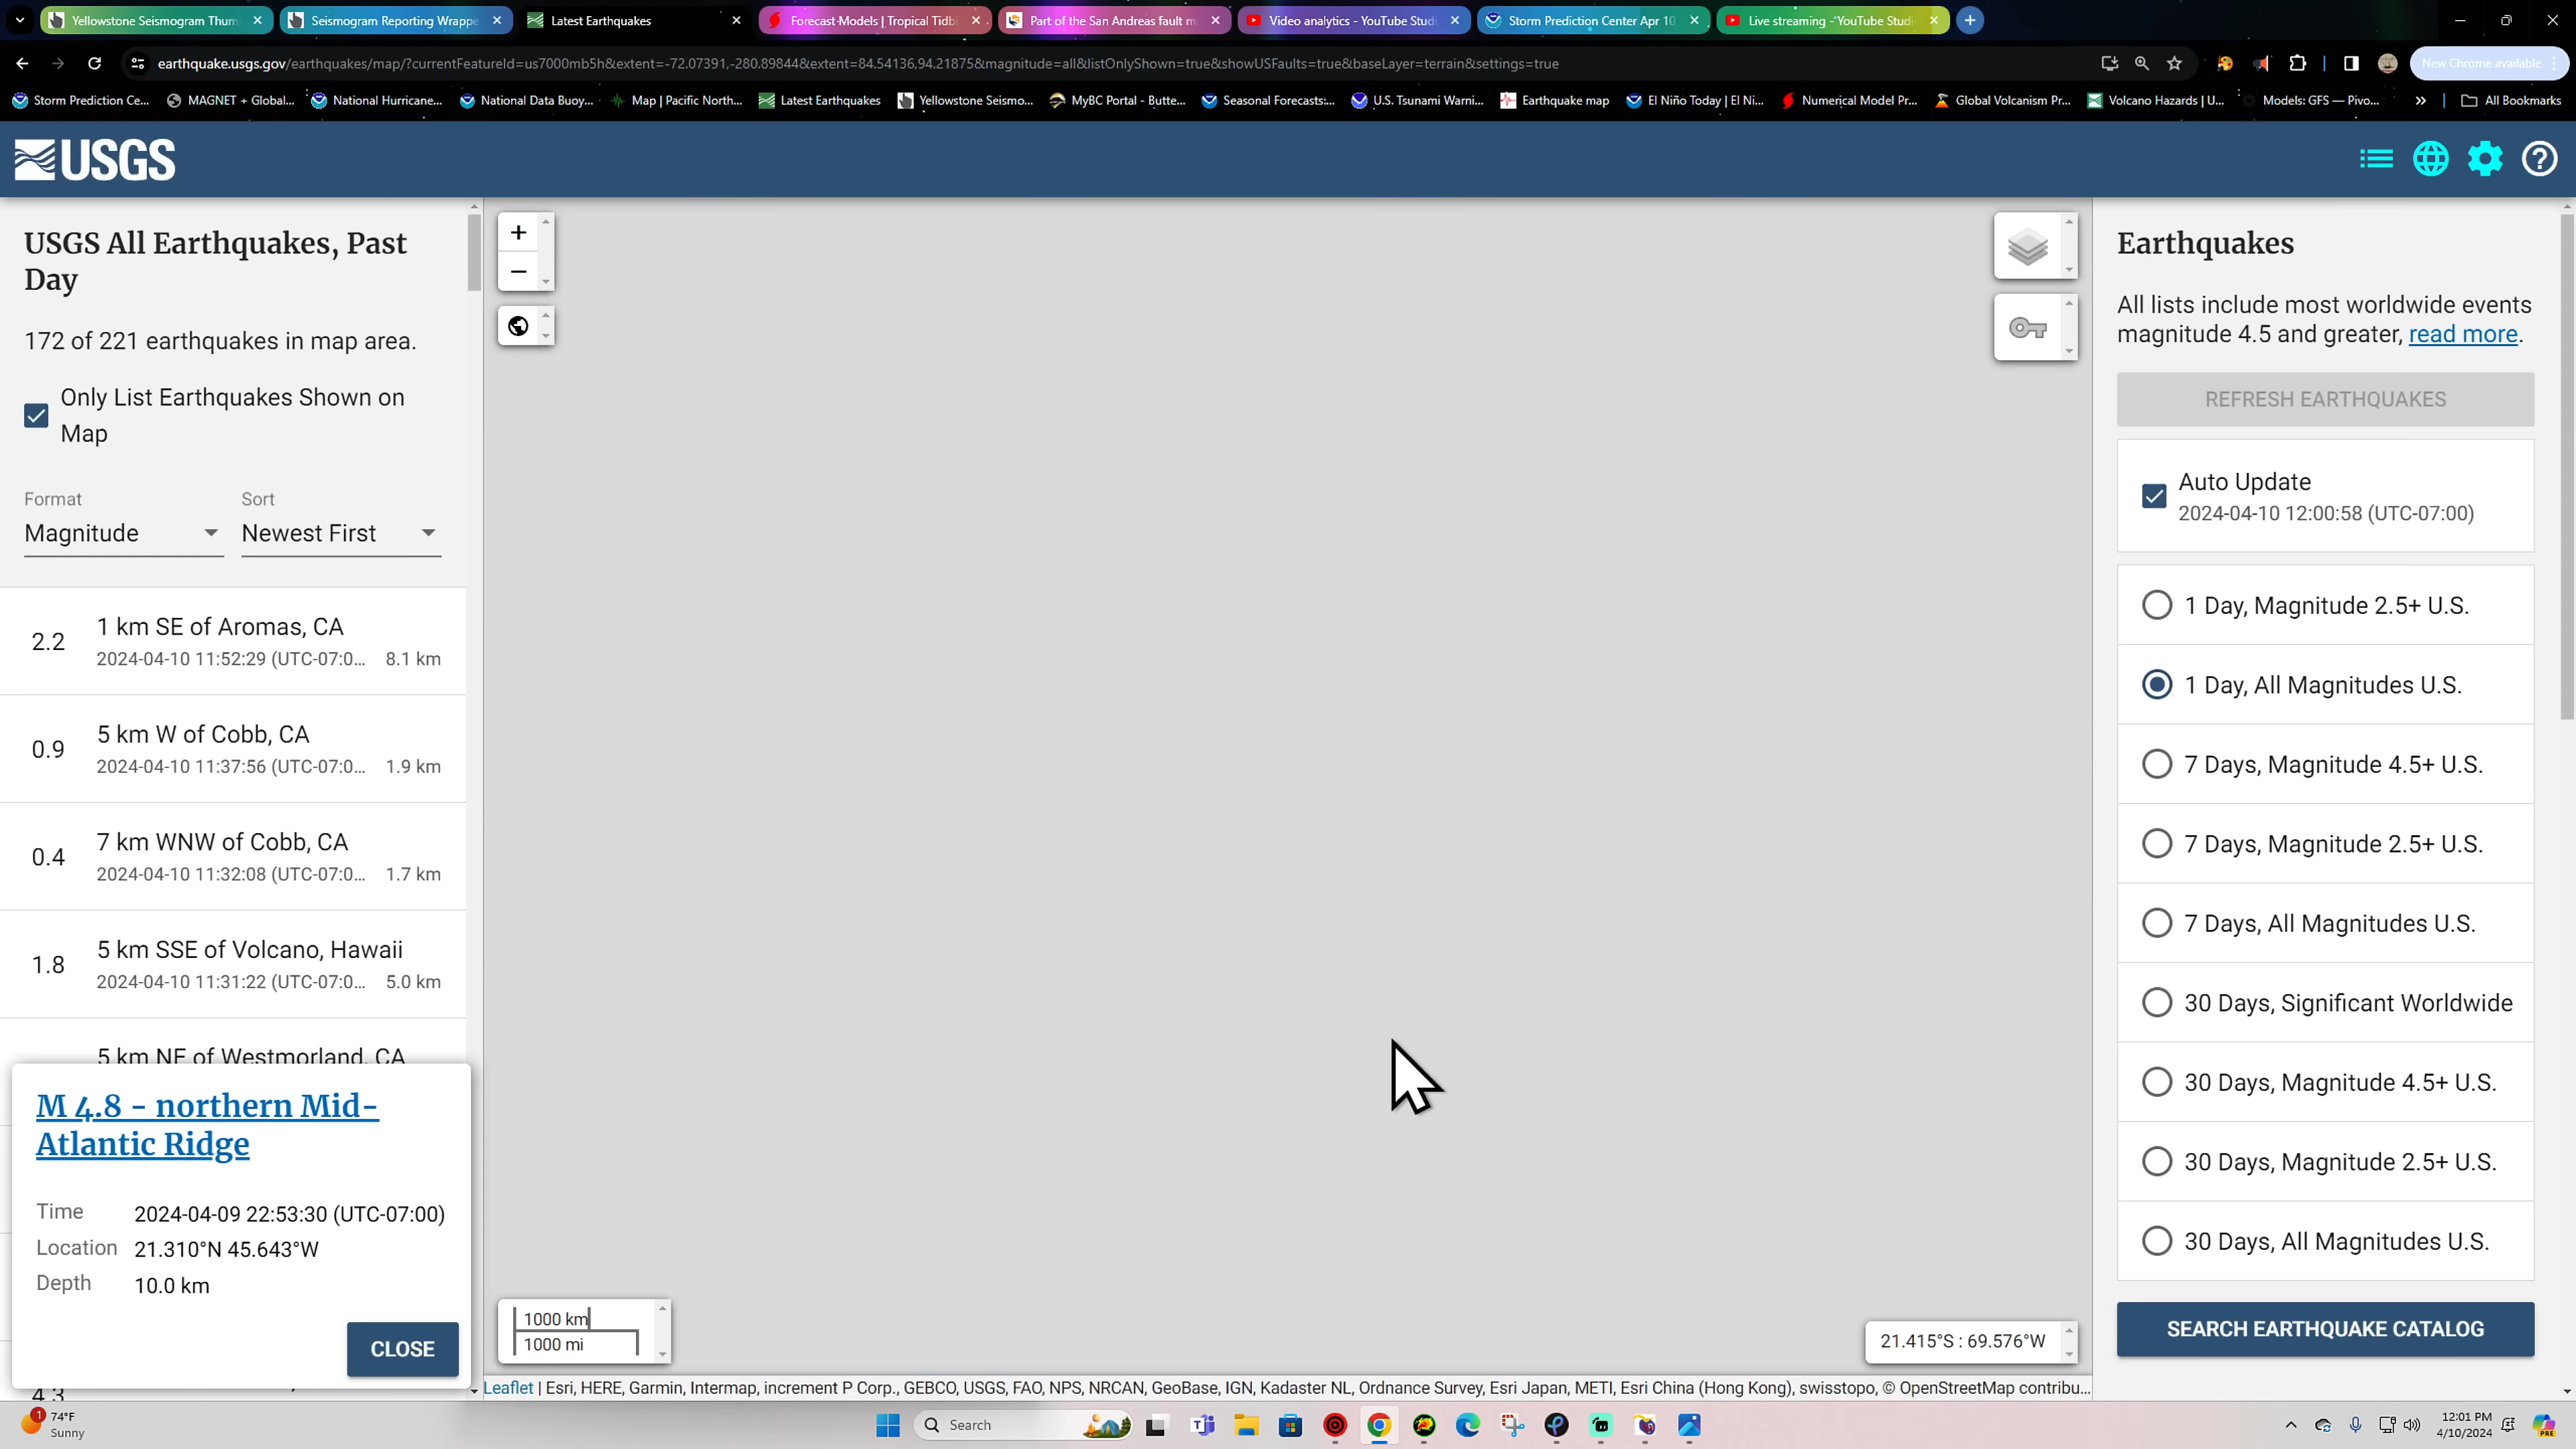 Yellowstone Seismogram Thum
Seismogram Reporting Wrappe
Latest Earthquakes
Forecast Models | Tropical Tidbi
Part of the San Andreas fault m
Video analytics - YouTube Studi
Storm Prediction Center Apr 10
Live streaming - YouTube Studi
earthquake.usgs.gov/earthquakes/map/?currentFeatureId=us7000mb5h&extent=-72.07391,-280.89844&extent=84.54136,94.21875&magnitude=all&listOnlyShown=true&showUSFaults=true&baseLayer=terrain&settings=true
New Chrome available
Storm Prediction Ce...
MAGNET + Global...
National Hurricane...
National Data Buoy...
Map | Pacific North...
Latest Earthquakes
Yellowstone Seismo...
MyBC Portal - Butte...
Seasonal Forecasts:...
U.S. Tsunami Warni...
Earthquake map
El Niño Today | El Ni...
Numerical Model Pr...
Global Volcanism Pr...
Volcano Hazards | U...
Models: GFS — Pivo...
All Bookmarks
USGS
USGS All Earthquakes, Past
Day
172 of 221 earthquakes in map area.
Only List Earthquakes Shown on
Map
Format
Sort
Magnitude
Newest First
2.2
1 km SE of Aromas, CA
2024-04-10 11:52:29 (UTC-07:0... 8.1 km
0.9
5 km W of Cobb, CA
2024-04-10 11:37:56 (UTC-07:0... 1.9 km
0.4
7 km WNW of Cobb, CA
2024-04-10 11:32:08 (UTC-07:0... 1.7 km
1.8
5 km SSE of Volcano, Hawaii
2024-04-10 11:31:22 (UTC-07:0... 5.0 km
5 km NE of Westmorland, CA
M 4.8 - northern Mid-
Atlantic Ridge
Time 2024-04-09 22:53:30 (UTC-07:00)
Location 21.310°N 45.643°W
Depth 10.0 km
CLOSE
4.3
+
−
1000 km
1000 mi
21.415°S : 69.576°W
Leaflet | Esri, HERE, Garmin, Intermap, increment P Corp., GEBCO, USGS, FAO, NPS, NRCAN, GeoBase, IGN, Kadaster NL, Ordnance Survey, Esri Japan, METI, Esri China (Hong Kong), swisstopo, © OpenStreetMap contribu...
Earthquakes
All lists include most worldwide events
magnitude 4.5 and greater, read more.
REFRESH EARTHQUAKES
Auto Update
2024-04-10 12:00:58 (UTC-07:00)
1 Day, Magnitude 2.5+ U.S.
1 Day, All Magnitudes U.S.
7 Days, Magnitude 4.5+ U.S.
7 Days, Magnitude 2.5+ U.S.
7 Days, All Magnitudes U.S.
30 Days, Significant Worldwide
30 Days, Magnitude 4.5+ U.S.
30 Days, Magnitude 2.5+ U.S.
30 Days, All Magnitudes U.S.
SEARCH EARTHQUAKE CATALOG
1
74°F
Sunny
Search
12:01 PM
4/10/2024
PRE